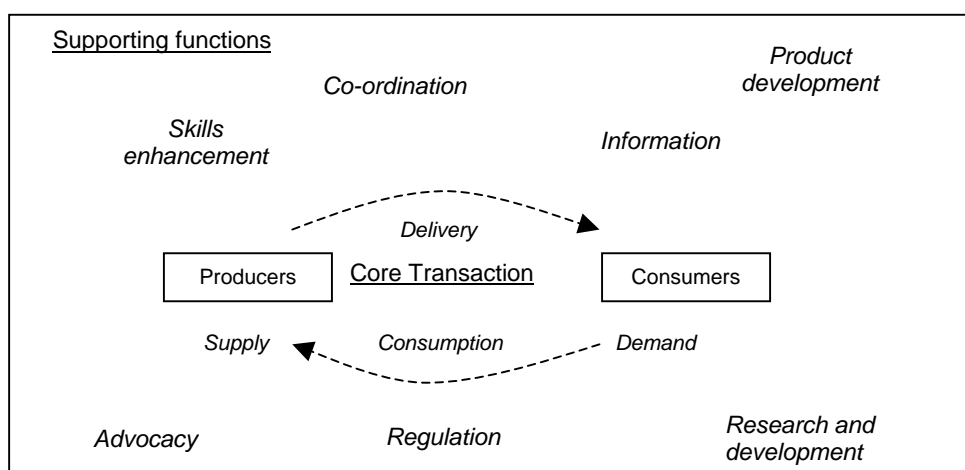 Supporting functions
Product
development
Co-ordination
Skills
enhancement
Information
Delivery
Producers
Core Transaction
Consumers
Supply
Consumption
Demand
Advocacy
Regulation
Research and
development